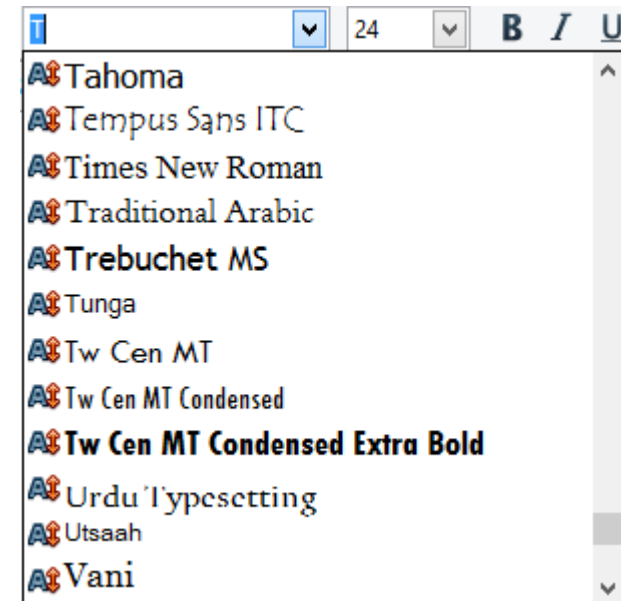 T 24 B I U
Tahoma
Tempus Sans ITC
Times New Roman
Traditional Arabic
Trebuchet MS
Tunga
Tw Cen MT
Tw Cen MT Condensed
Tw Cen MT Condensed Extra Bold
Urdu Typesetting
Utsaah
Vani